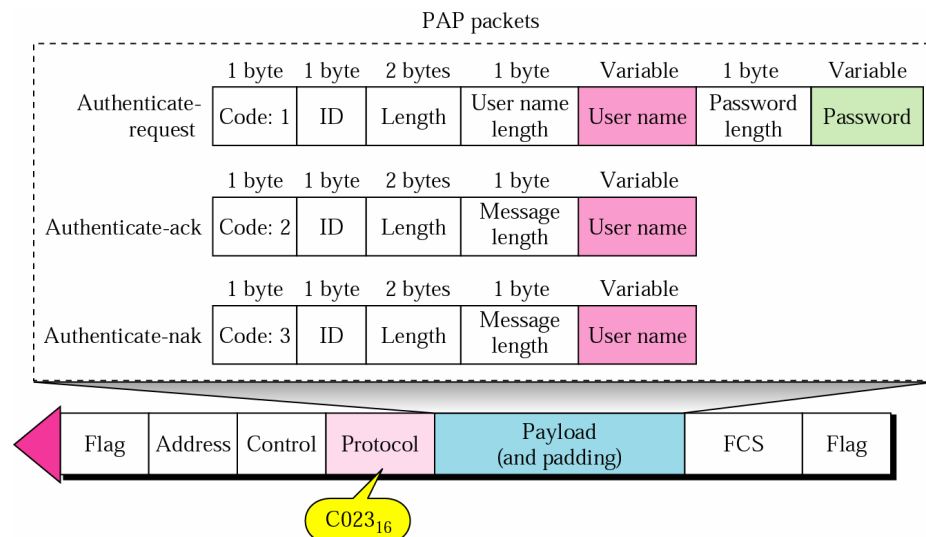 PAP packets
1 byte 1 byte 2 bytes 1 byte Variable 1 byte Variable
Authenticate-
request
Code: 1 ID Length User name
length User name Password
length Password
1 byte 1 byte 2 bytes 1 byte Variable
Authenticate-ack Code: 2 ID Length Message
length User name
1 byte 1 byte 2 bytes 1 byte Variable
Authenticate-nak Code: 3 ID Length Message
length User name
Flag Address Control Protocol Payload
(and padding) FCS Flag
C023₁₆